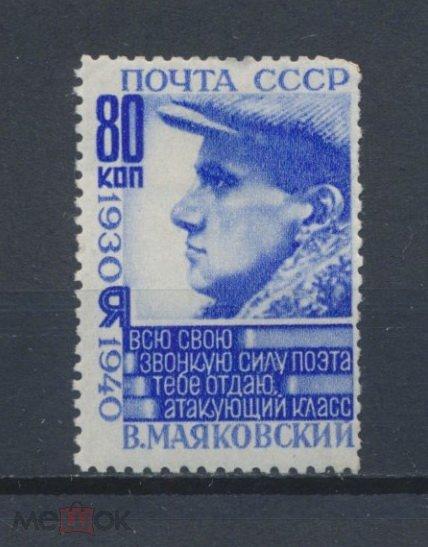 ПОЧТА СССР
80
коп
1930
Я
1940
ВСЮ СВОЮ
ЗВОНКУЮ СИЛУ ПОЭТА
ТЕБЕ ОТДАЮ,
АТАКУЮЩИЙ КЛАСС
В. МАЯКОВСКИЙ
мешок